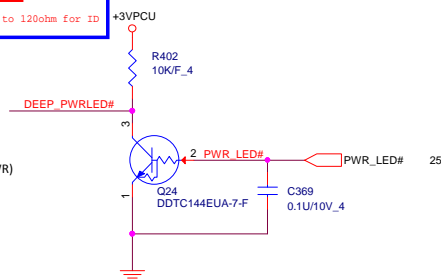 to 120ohm for ID
+3VPCU
R402
10K/F_4
DEEP_PWRLED#
3
2
PWR_LED#
PWR_LED#
25
/R)
1
Q24
DDTC144EUA-7-F
C369
0.1U/10V_4